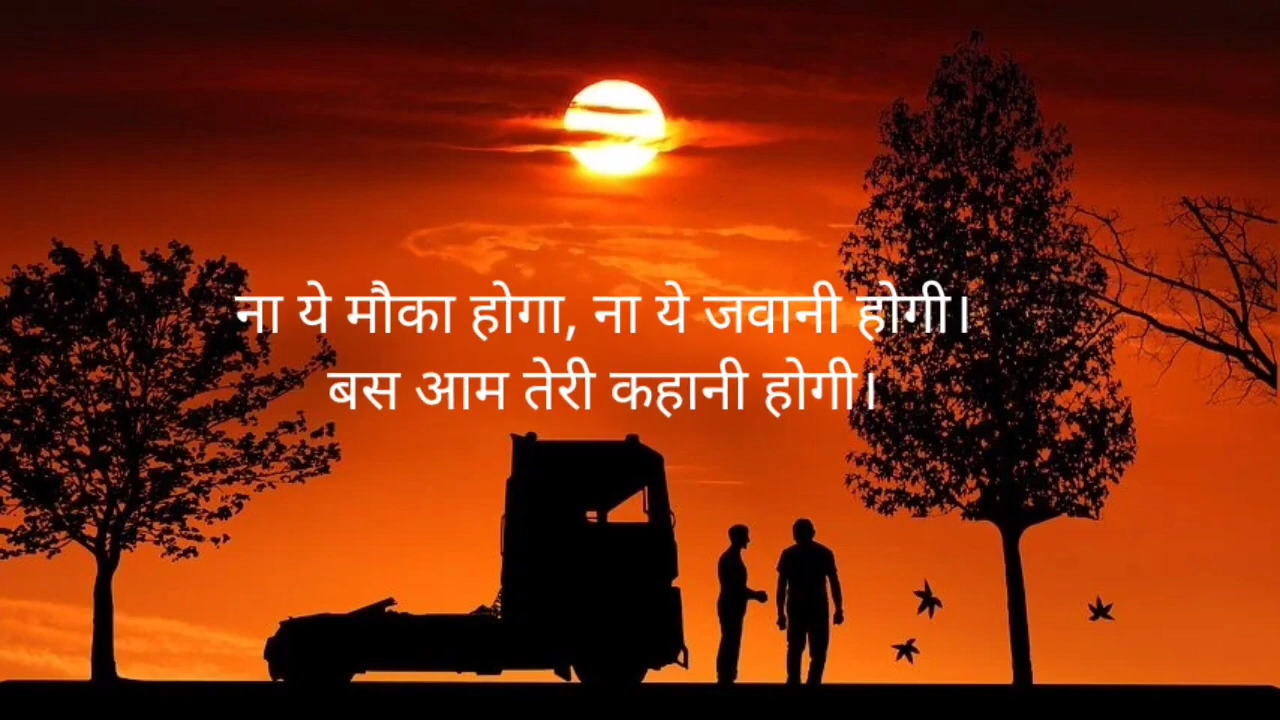 ना ये मौका होगा, ना ये जवानी होगी।
बस आम तेरी कहानी होगी।